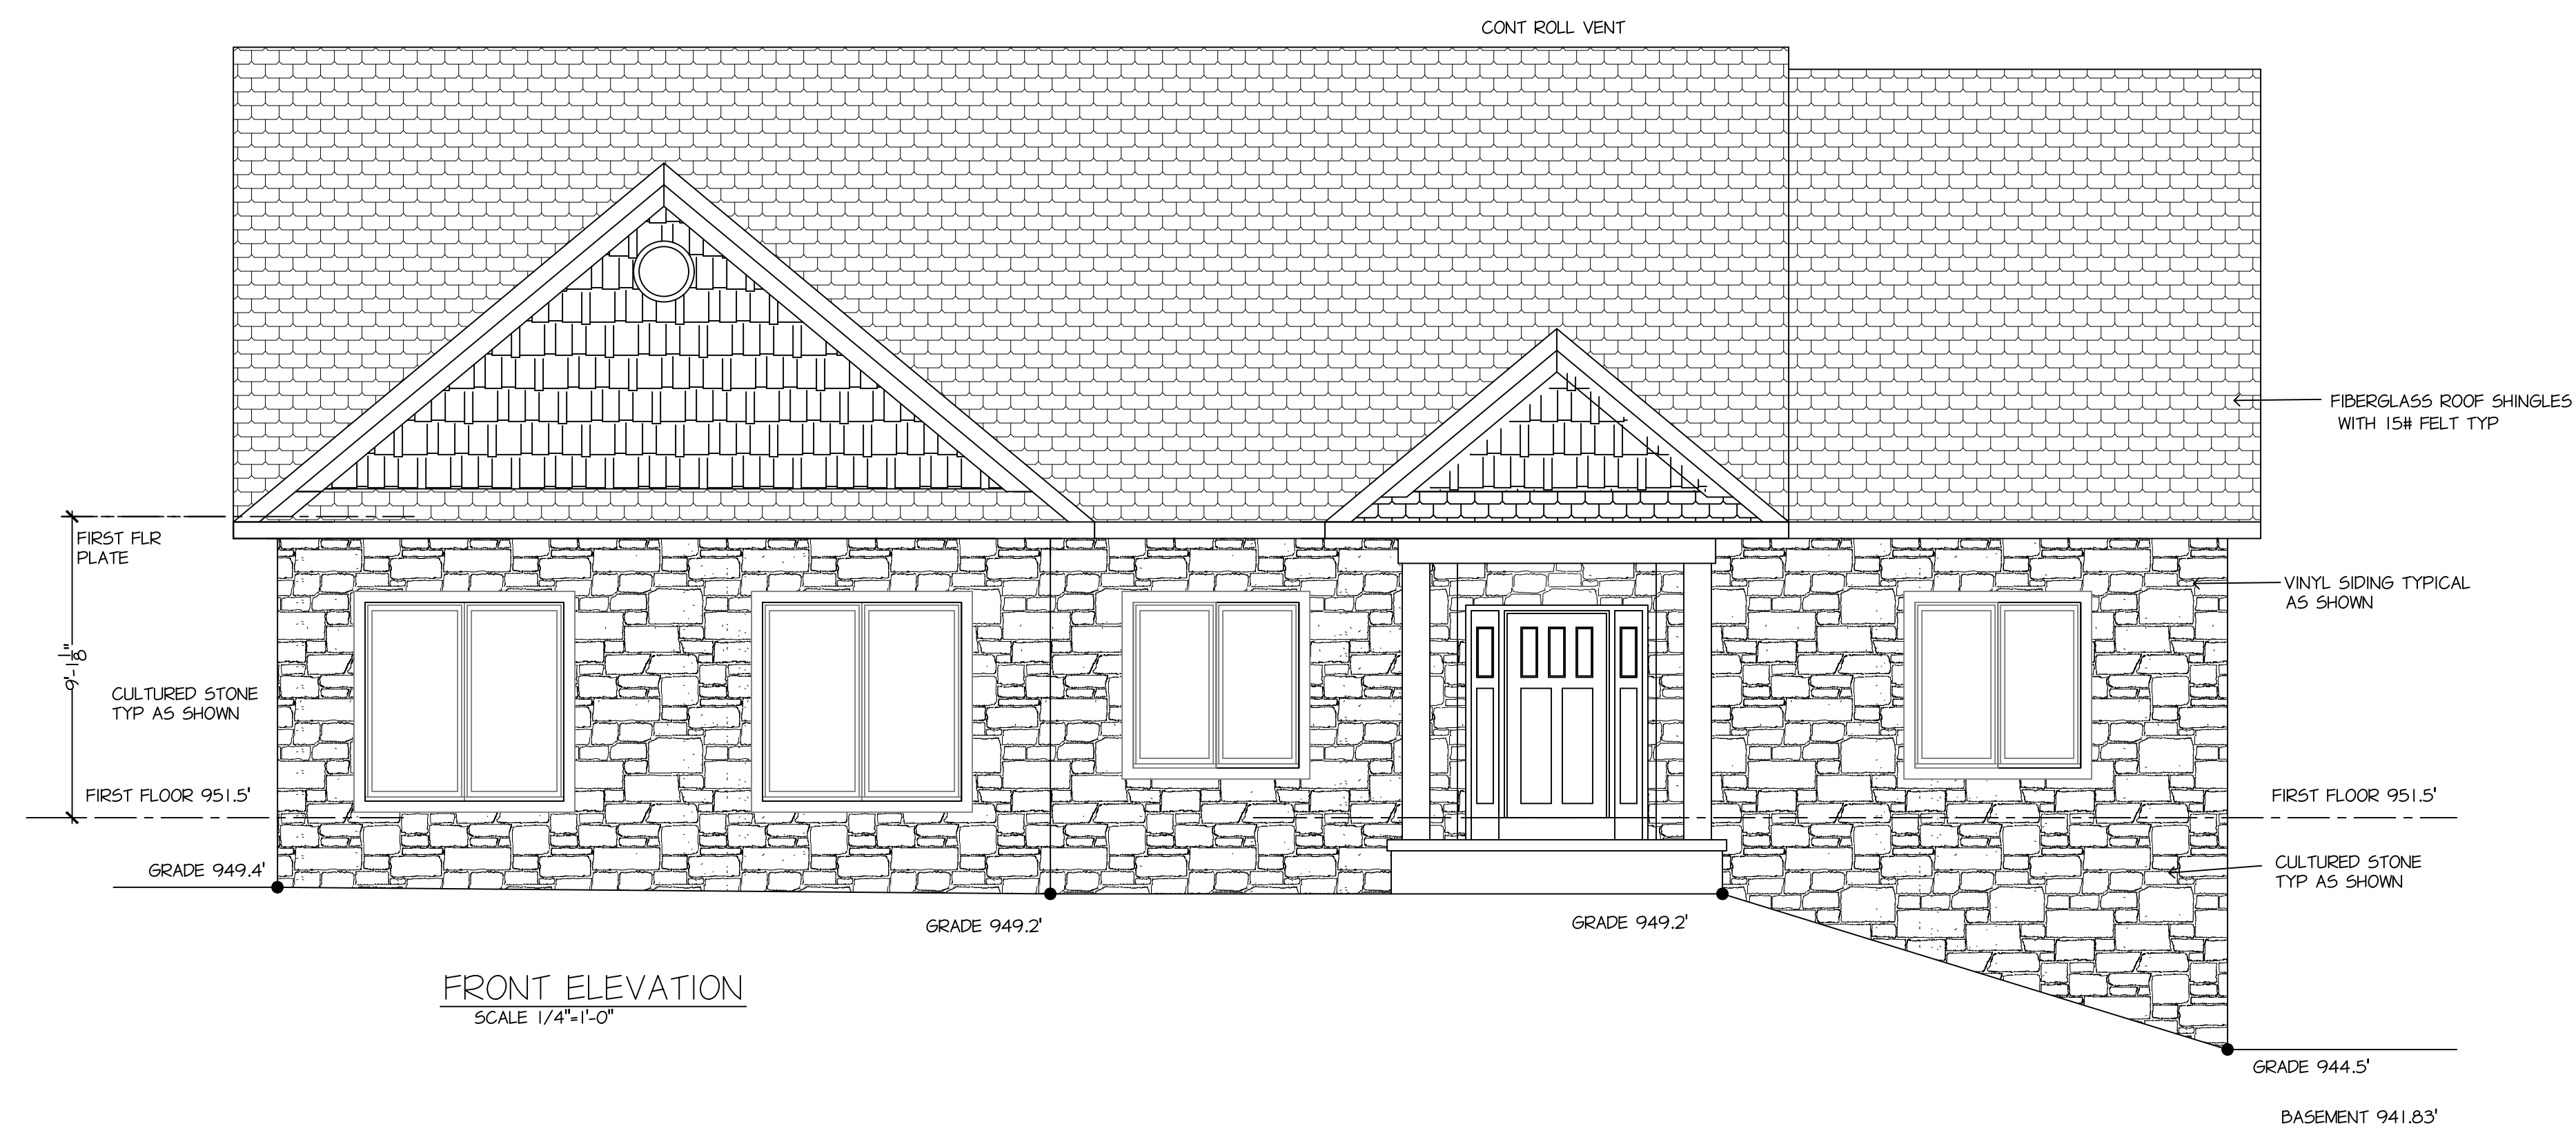 CONT ROLL VENT
FIBERGLASS ROOF SHINGLES
WITH 15# FELT TYP
FIRST FLR
PLATE
VINYL SIDING TYPICAL
AS SHOWN
9'-1 1/8"
CULTURED STONE
TYP AS SHOWN
FIRST FLOOR 951.5'
FIRST FLOOR 951.5'
GRADE 949.4'
CULTURED STONE
TYP AS SHOWN
GRADE 949.2'
GRADE 949.2'
FRONT ELEVATION
SCALE 1/4"=1'-0"
GRADE 944.5'
BASEMENT 941.83'